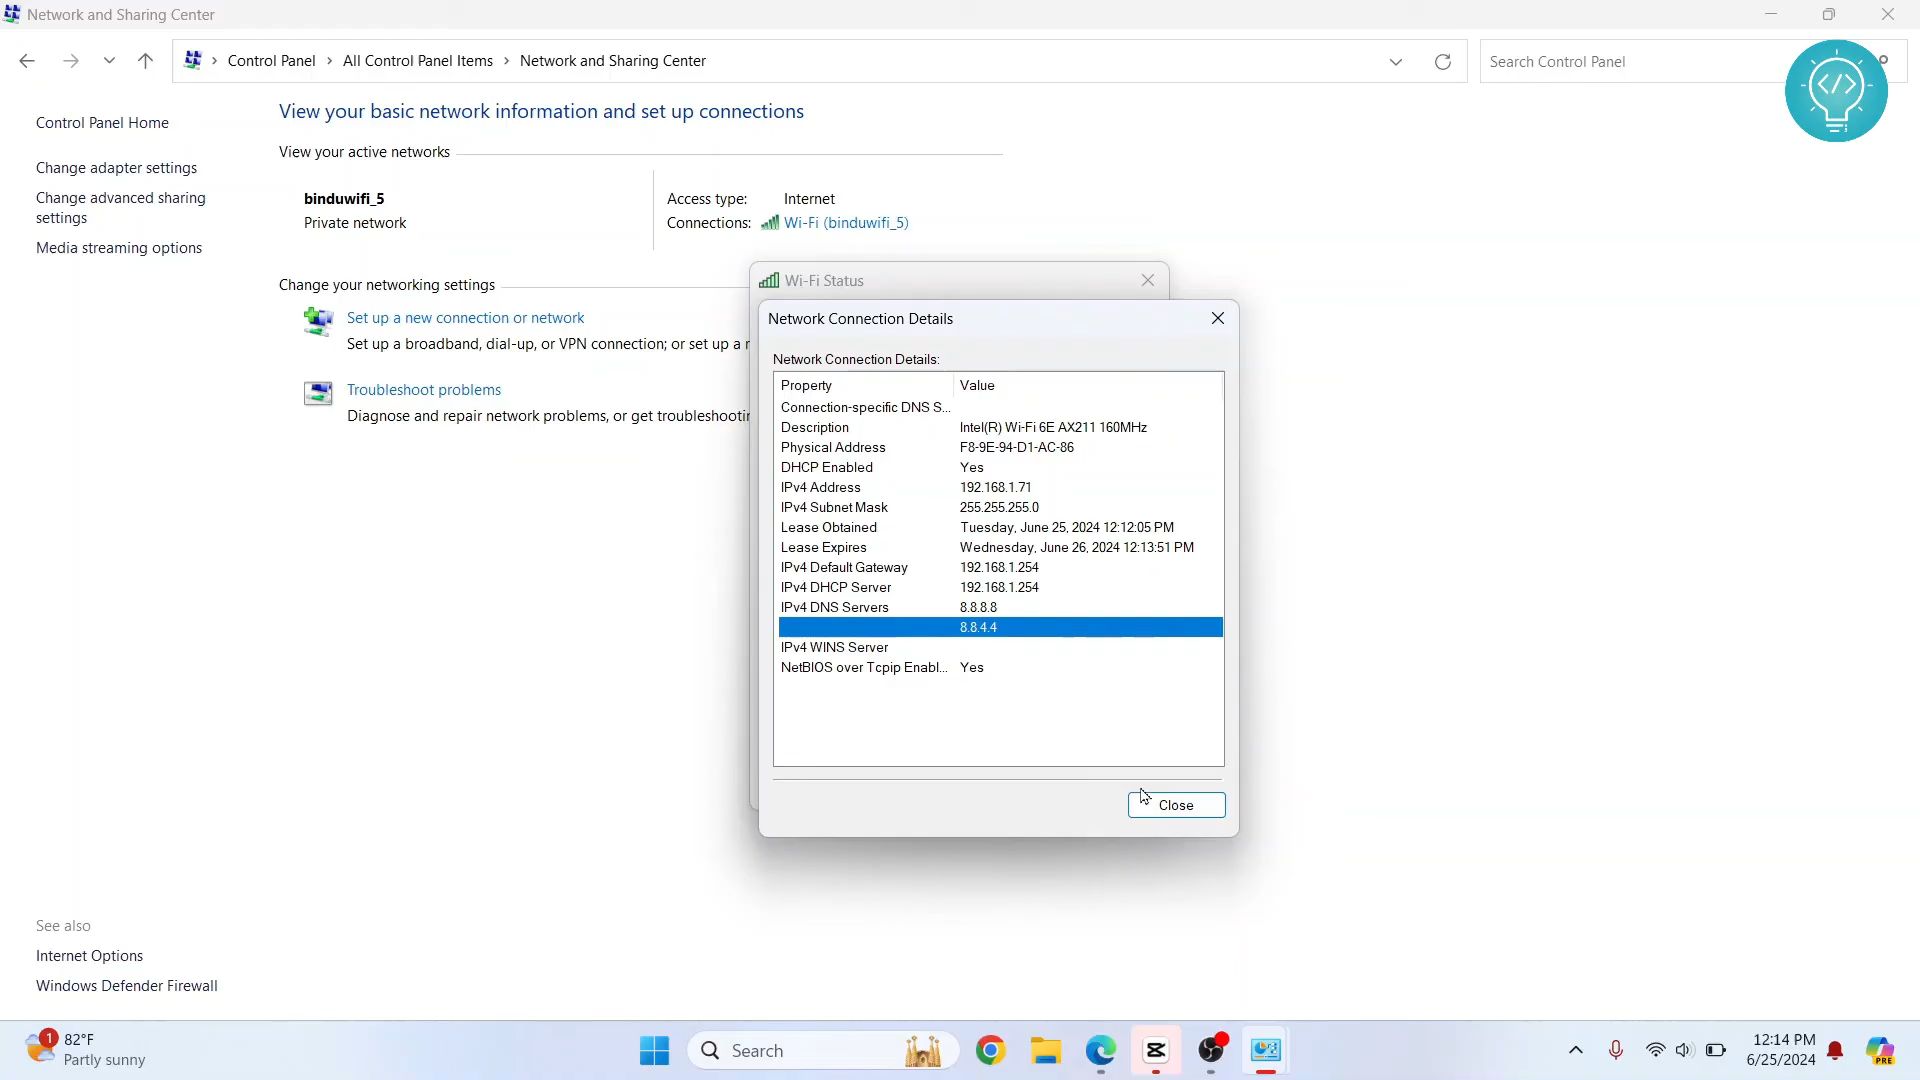 Network and Sharing Center
Control Panel > All Control Panel Items > Network and Sharing Center
Search Control Panel
</>
Control Panel Home
Change adapter settings
Change advanced sharing
settings
Media streaming options
View your basic network information and set up connections
View your active networks
binduwifi_5
Private network
Access type: Internet
Connections: Wi-Fi (binduwifi_5)
Change your networking settings
Set up a new connection or network
Set up a broadband, dial-up, or VPN connection; or set up a
Troubleshoot problems
Diagnose and repair network problems, or get
Wi-Fi Status
Network Connection Details
Network Connection Details:
Property Value
Connection-specific DNS S...
Description Intel(R) Wi-Fi 6E AX211 160MHz
Physical Address F8-9E-94-D1-AC-86
DHCP Enabled Yes
IPv4 Address 192.168.1.71
IPv4 Subnet Mask 255.255.255.0
Lease Obtained Tuesday, June 25, 2024 12:12:05 PM
Lease Expires Wednesday, June 26, 2024 12:13:51 PM
IPv4 Default Gateway 192.168.1.254
IPv4 DHCP Server 192.168.1.254
IPv4 DNS Servers 8.8.8.8
8.8.4.4
IPv4 WINS Server
NetBIOS over Tcpip Enabl... Yes
Close
See also
Internet Options
Windows Defender Firewall
1
82°F
Partly sunny
Search
12:14 PM
6/25/2024
PRE